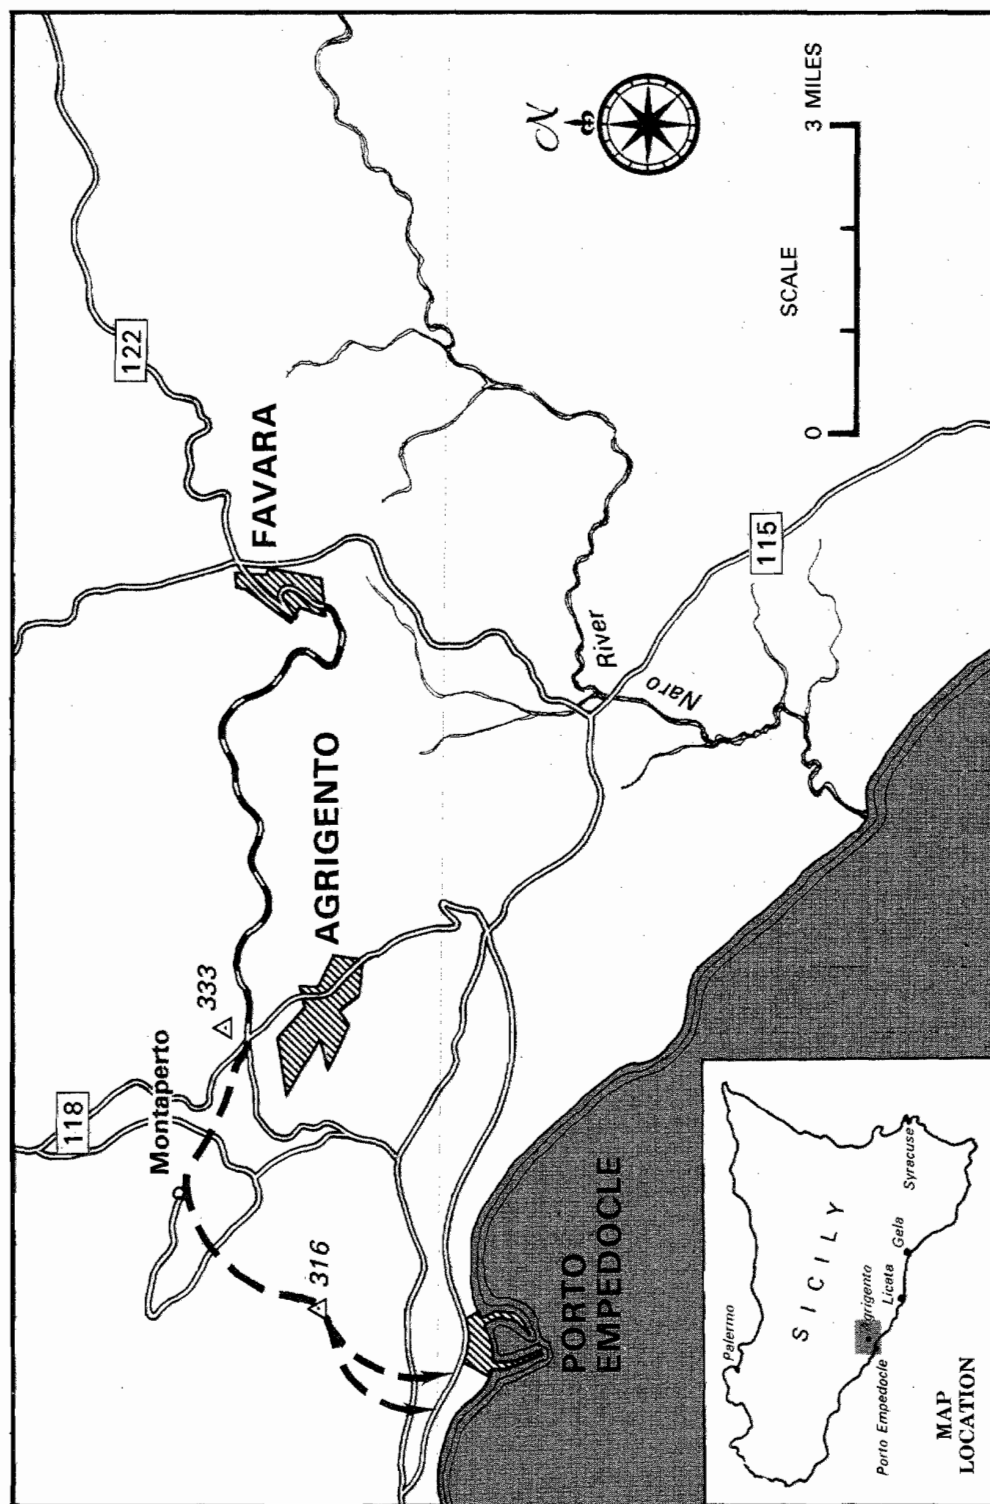 122
FAVARA
N
3 MILES
SCALE
0
118
Montaperto
333
AGRIGENTO
River
Naro
115
316
PORTO
EMPEDOCLE
Palermo
SICILY
Porto Empedocle
Agrigento
Licata
Gela
Syracuse
MAP
LOCATION